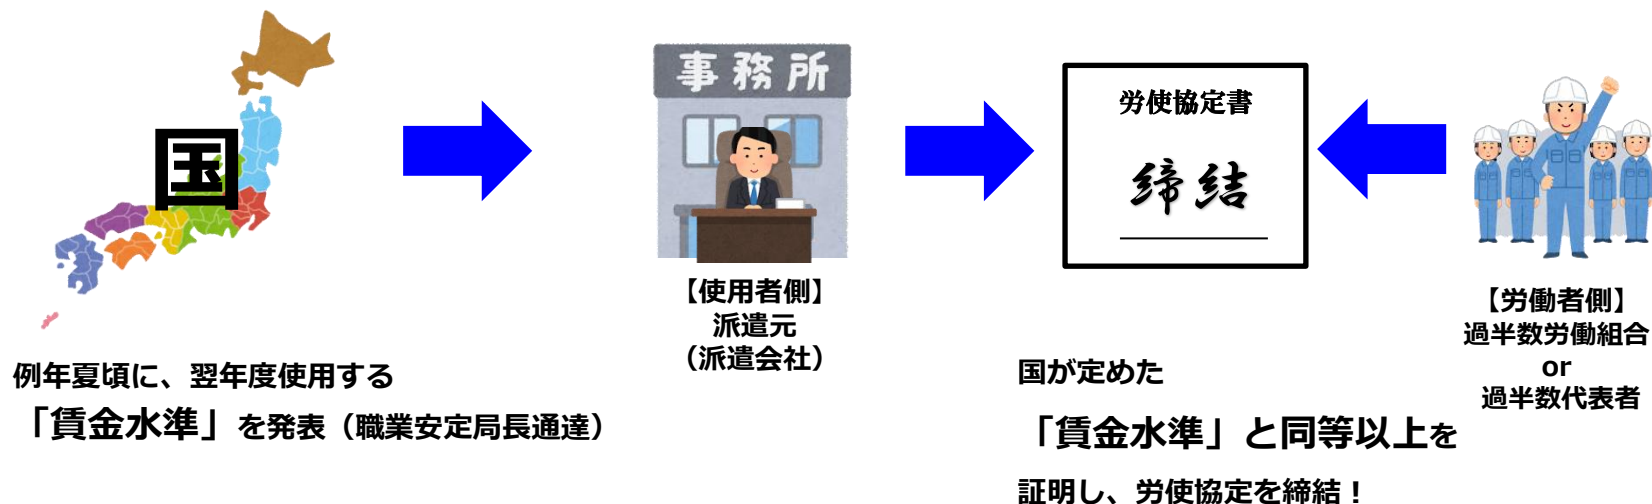 国
例年夏頃に、翌年度使用する
「賃金水準」を発表（職業安定局長通達）
事務所
【使用者側】
派遣元
（派遣会社）
労使協定書
締結
国が定めた
「賃金水準」と同等以上を
証明し、労使協定を締結！
【労働者側】
過半数労働組合
or
過半数代表者